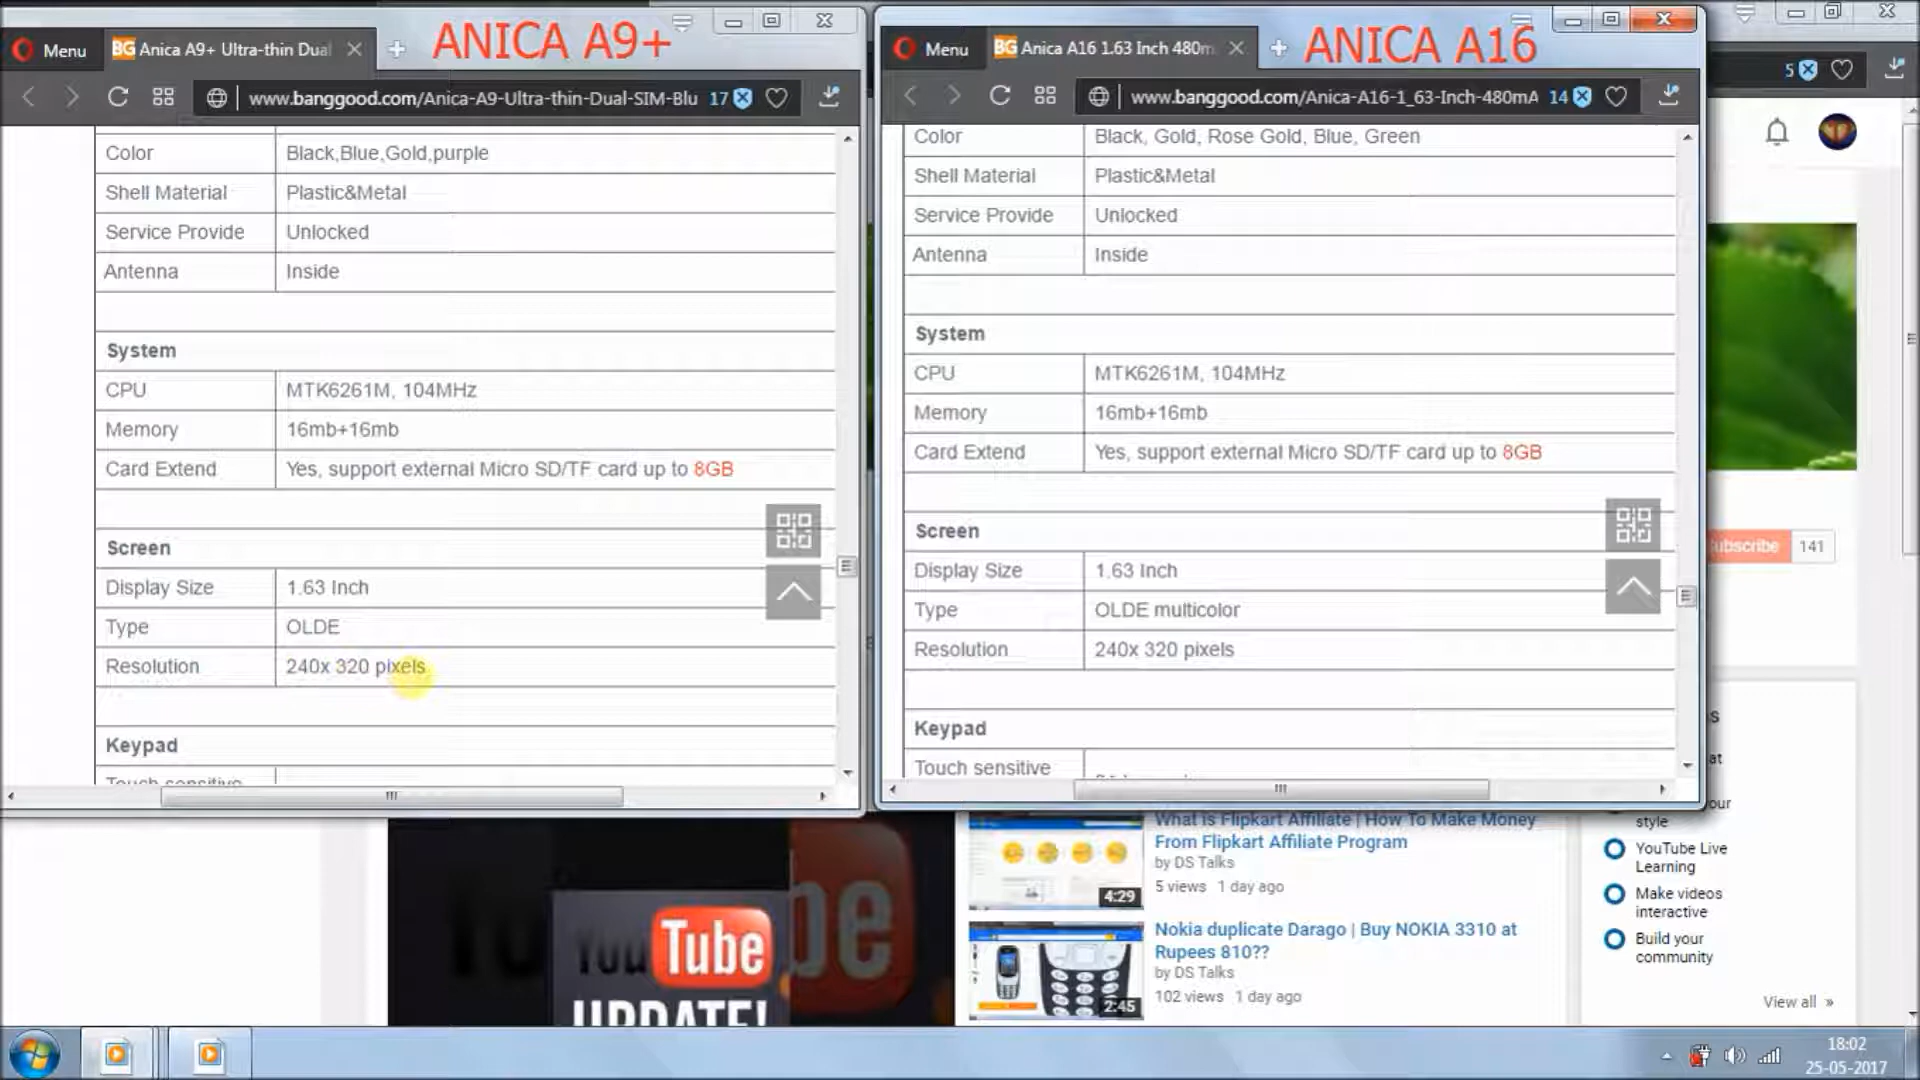 ANICA A9+
Menu
BG Anica A9+ Ultra-thin Dual
www.banggood.com/Anica-A9-Ultra-thin-Dual-SIM-Blu 17
Color Black,Blue,Gold,purple
Shell Material Plastic&Metal
Service Provide Unlocked
Antenna Inside
System
CPU MTK6261M, 104MHz
Memory 16mb+16mb
Card Extend Yes, support external Micro SD/TF card up to 8GB
Screen
Display Size 1.63 Inch
Type OLDE
Resolution 240x 320 pixels
Keypad
Touch sensitive
ANICA A16
Menu
BG Anica A16 1.63 Inch 480m
www.banggood.com/Anica-A16-1_63-Inch-480mA 14
Color Black, Gold, Rose Gold, Blue, Green
Shell Material Plastic&Metal
Service Provide Unlocked
Antenna Inside
System
CPU MTK6261M, 104MHz
Memory 16mb+16mb
Card Extend Yes, support external Micro SD/TF card up to 8GB
Screen
Display Size 1.63 Inch
Type OLDE multicolor
Resolution 240x 320 pixels
Keypad
Touch sensitive
5
ubscribe 141
s
at
our
style
YouTube Live
Learning
Make videos
interactive
Build your
community
View all »
You Tube
UPDATE!
be
What is Flipkart Affiliate | How To Make Money
From Flipkart Affiliate Program
by DS Talks
5 views 1 day ago
4:29
Nokia duplicate Darago | Buy NOKIA 3310 at
Rupees 810??
by DS Talks
102 views 1 day ago
2:45
18:02
25-05-2017